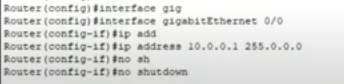 Router(config)#interface gig
Router(config)#interface gigabitEthernet 0/0
Router(config-if)#ip add
Router(config-if)#ip address 10.0.0.1 255.0.0.0
Router(config-if)#no sh
Router(config-if)#no shutdown